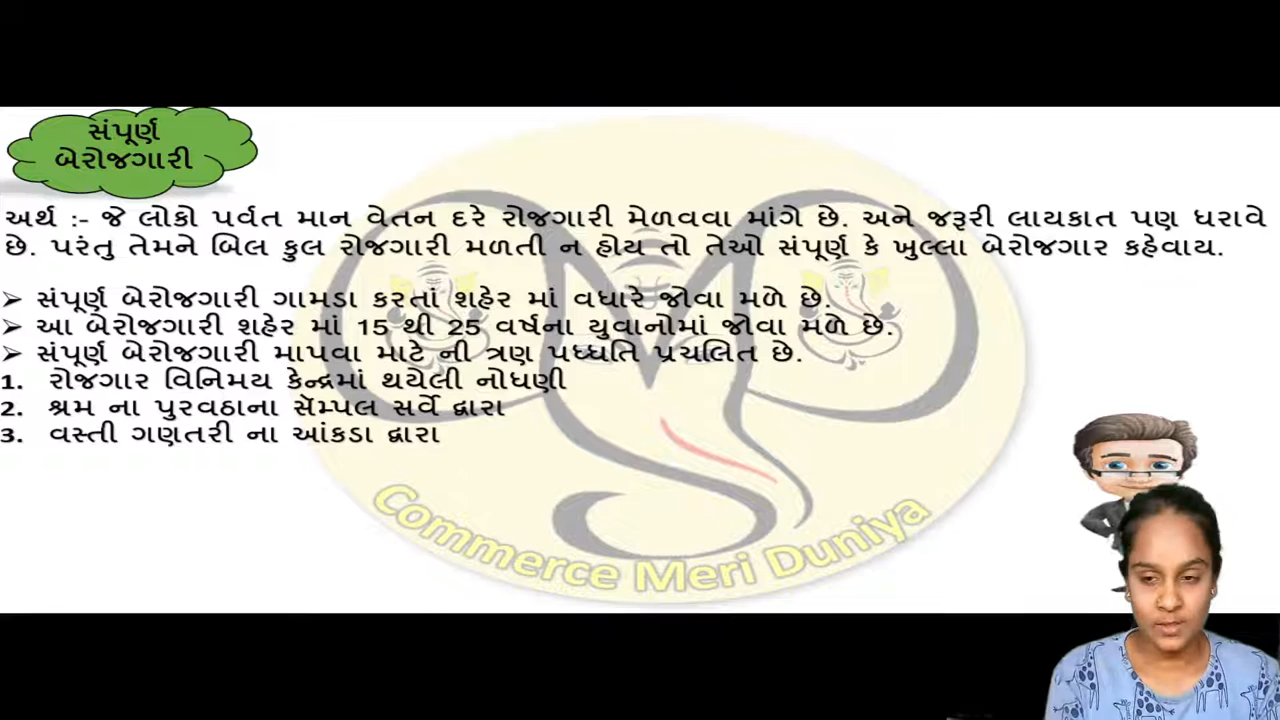 સંપૂર્ણ
બેરોજગારી
અર્થ :- જે લોકો પર્વત માન વેતન દરે રોજગારી મેળવવા માંગે છે. અને જરૂરી લાયકાત પણ ધરાવે
છે. પરંતુ તેમને બિલ કુલ રોજગારી મળતી ન હોય તો તેઓ સંપૂર્ણ કે ખુલ્લા બેરોજગાર કહેવાય.
➢ સંપૂર્ણ બેરોજગારી ગામડા કરતાં શહેર માં વધારે જોવા મળે છે.
➢ આ બેરોજગારી શહેર માં 15 થી 25 વર્ષના યુવાનોમાં જોવા મળે છે.
➢ સંપૂર્ણ બેરોજગારી માપવા માટે ની ત્રણ પધ્ધતિ પ્રચલિત છે.
1. રોજગાર વિનિમય કેન્દ્રમાં થયેલી નોધણી
2. શ્રમ ના પુરવઠાના સૅમ્પલ સર્વે દ્વારા
3. વસ્તી ગણતરી ના આંકડા દ્વારા
Commerce Meri Duniya